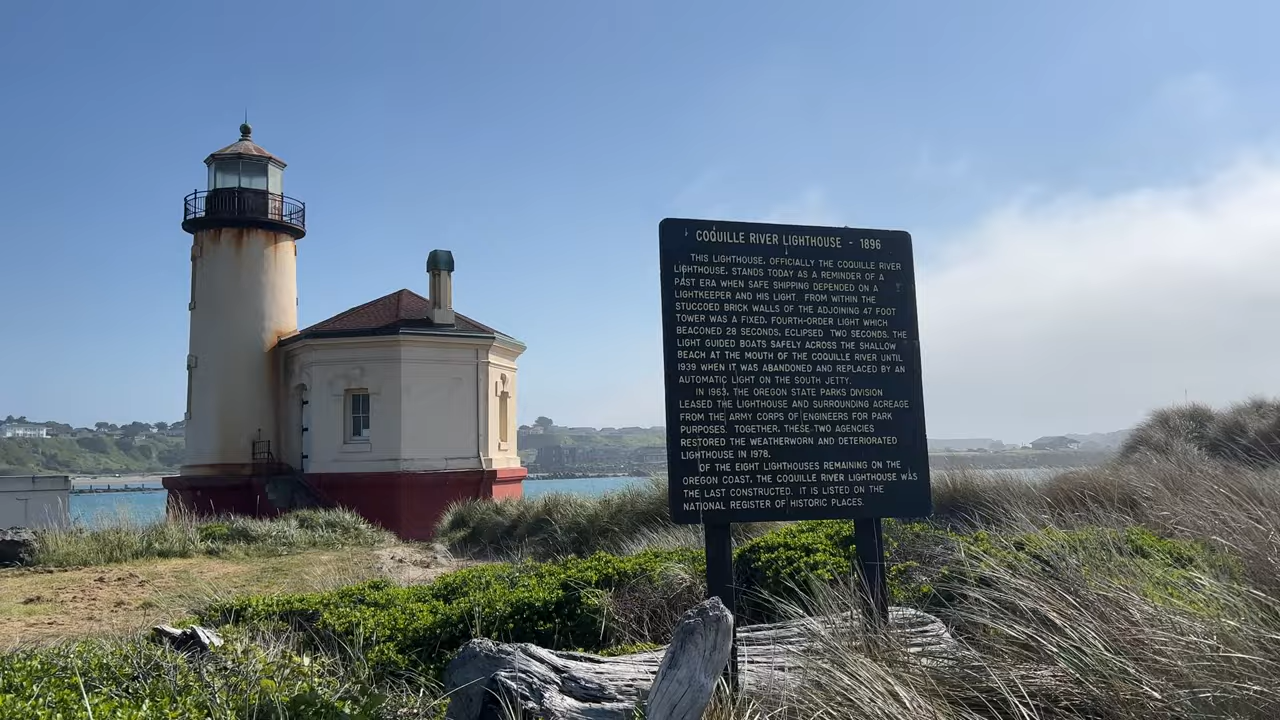 COQUILLE RIVER LIGHTHOUSE - 1896
THIS LIGHTHOUSE, OFFICIALLY THE COQUILLE RIVER
LIGHTHOUSE, STANDS TODAY AS A REMINDER OF A
PAST ERA WHEN SAFE SHIPPING DEPENDED ON A
LIGHTKEEPER AND HIS LIGHT. FROM WITHIN THE
STUCCOED BRICK WALLS OF THE ADJOINING 47 FOOT
TOWER WAS A FIXED, FOURTH-ORDER LIGHT WHICH
BEACONED 28 SECONDS, ECLIPSED TWO SECONDS. THE
LIGHT GUIDED BOATS SAFELY ACROSS THE SHALLOW
BEACH AT THE MOUTH OF THE COQUILLE RIVER UNTIL
1939 WHEN IT WAS ABANDONED AND REPLACED BY AN
AUTOMATIC LIGHT ON THE SOUTH JETTY.
IN 1963, THE OREGON STATE PARKS DIVISION
LEASED THE LIGHTHOUSE AND SURROUNDING ACREAGE
FROM THE ARMY CORPS OF ENGINEERS FOR PARK
PURPOSES. TOGETHER, THESE TWO AGENCIES
RESTORED THE WEATHERWORN AND DETERIORATED
LIGHTHOUSE IN 1978.
OF THE EIGHT LIGHTHOUSES REMAINING ON THE
OREGON COAST, THE COQUILLE RIVER LIGHTHOUSE WAS
THE LAST CONSTRUCTED. IT IS LISTED ON THE
NATIONAL REGISTER OF HISTORIC PLACES.